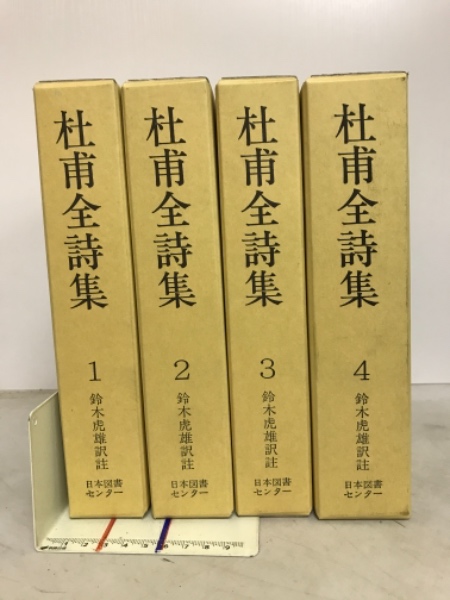 杜甫全詩集
1
鈴木虎雄訳註
日本図書
センター
杜甫全詩集
2
鈴木虎雄訳註
日本図書
センター
杜甫全詩集
3
鈴木虎雄訳註
日本図書
センター
杜甫全詩集
4
鈴木虎雄訳註
日本図書
センター